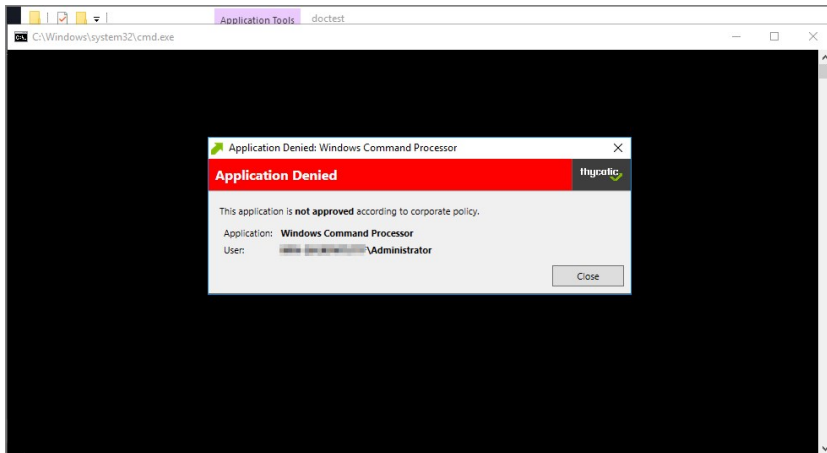 Application Tools doctest
C:\Windows\system32\cmd.exe
Application Denied: Windows Command Processor
Application Denied
thycotic
This application is not approved according to corporate policy.
Application: Windows Command Processor
User: \Administrator
Close